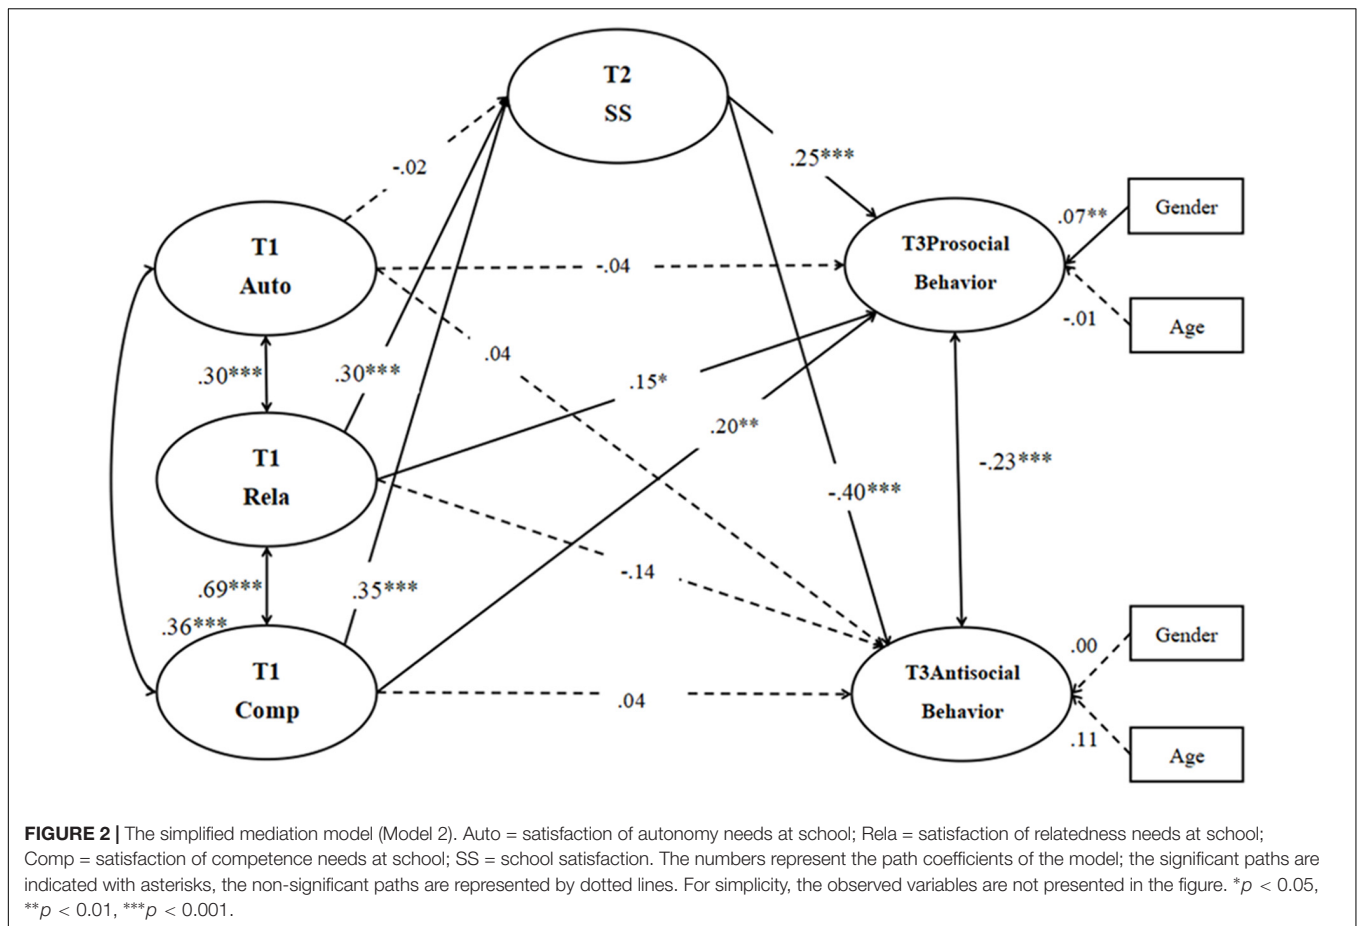 T2
SS
-.02
.25***
T1
Auto
-.04
T3Prosocial
Behavior
.07**
Gender
-.01
Age
.30***
.30***
.04
.15*
.20**
T1
Rela
-.23***
-.40***
-.14
.69***
.35***
.36***
T1
Comp
.04
T3Antisocial
Behavior
.00
Gender
.11
Age
FIGURE 2 | The simplified mediation model (Model 2). Auto = satisfaction of autonomy needs at school; Rela = satisfaction of relatedness needs at school;
Comp = satisfaction of competence needs at school; SS = school satisfaction. The numbers represent the path coefficients of the model; the significant paths are
indicated with asterisks, the non-significant paths are represented by dotted lines. For simplicity, the observed variables are not presented in the figure. *p < 0.05,
**p < 0.01, ***p < 0.001.